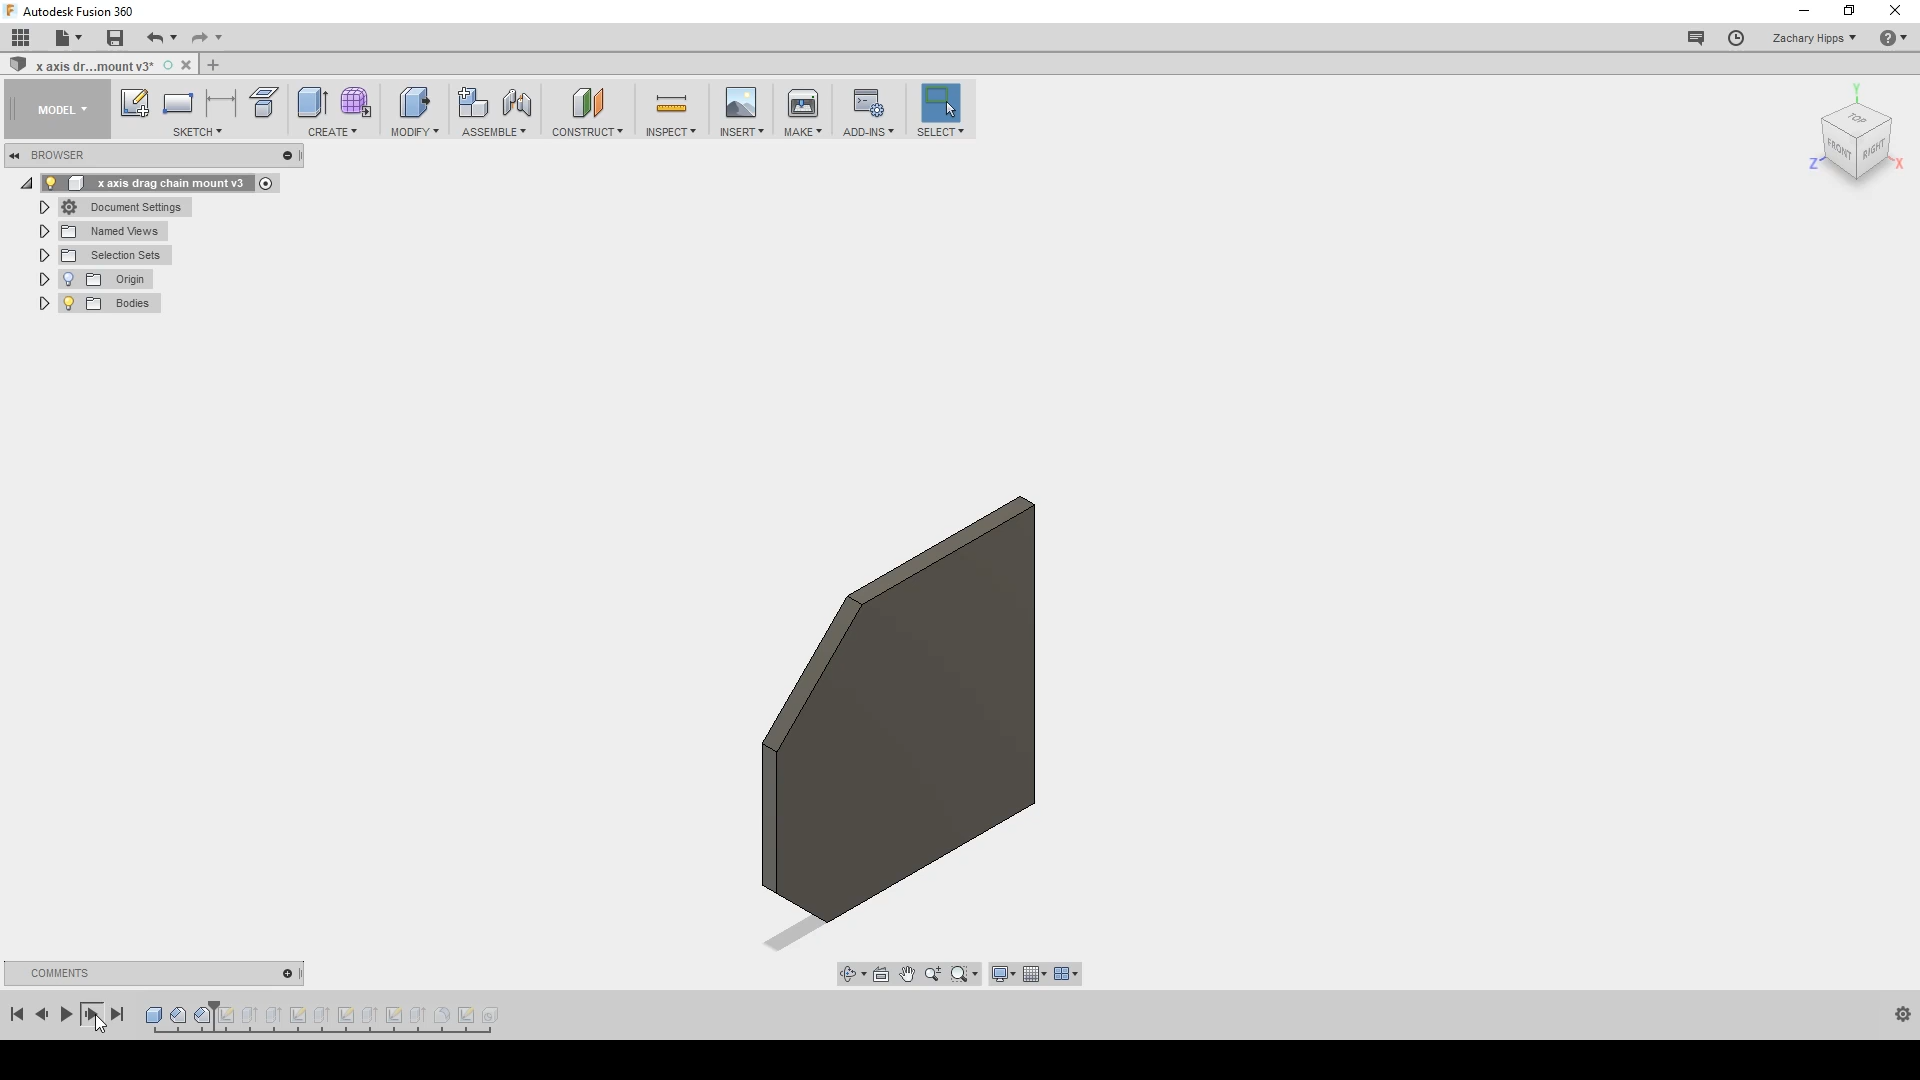 Autodesk Fusion 360
Zachary Hipps
x axis dr...mount v3*
MODEL
SKETCH
CREATE
MODIFY
ASSEMBLE
CONSTRUCT
INSPECT
INSERT
MAKE
ADD-INS
SELECT
Y
TOP
FRONT
RIGHT
Z
X
BROWSER
x axis drag chain mount v3
Document Settings
Named Views
Selection Sets
Origin
Bodies
COMMENTS